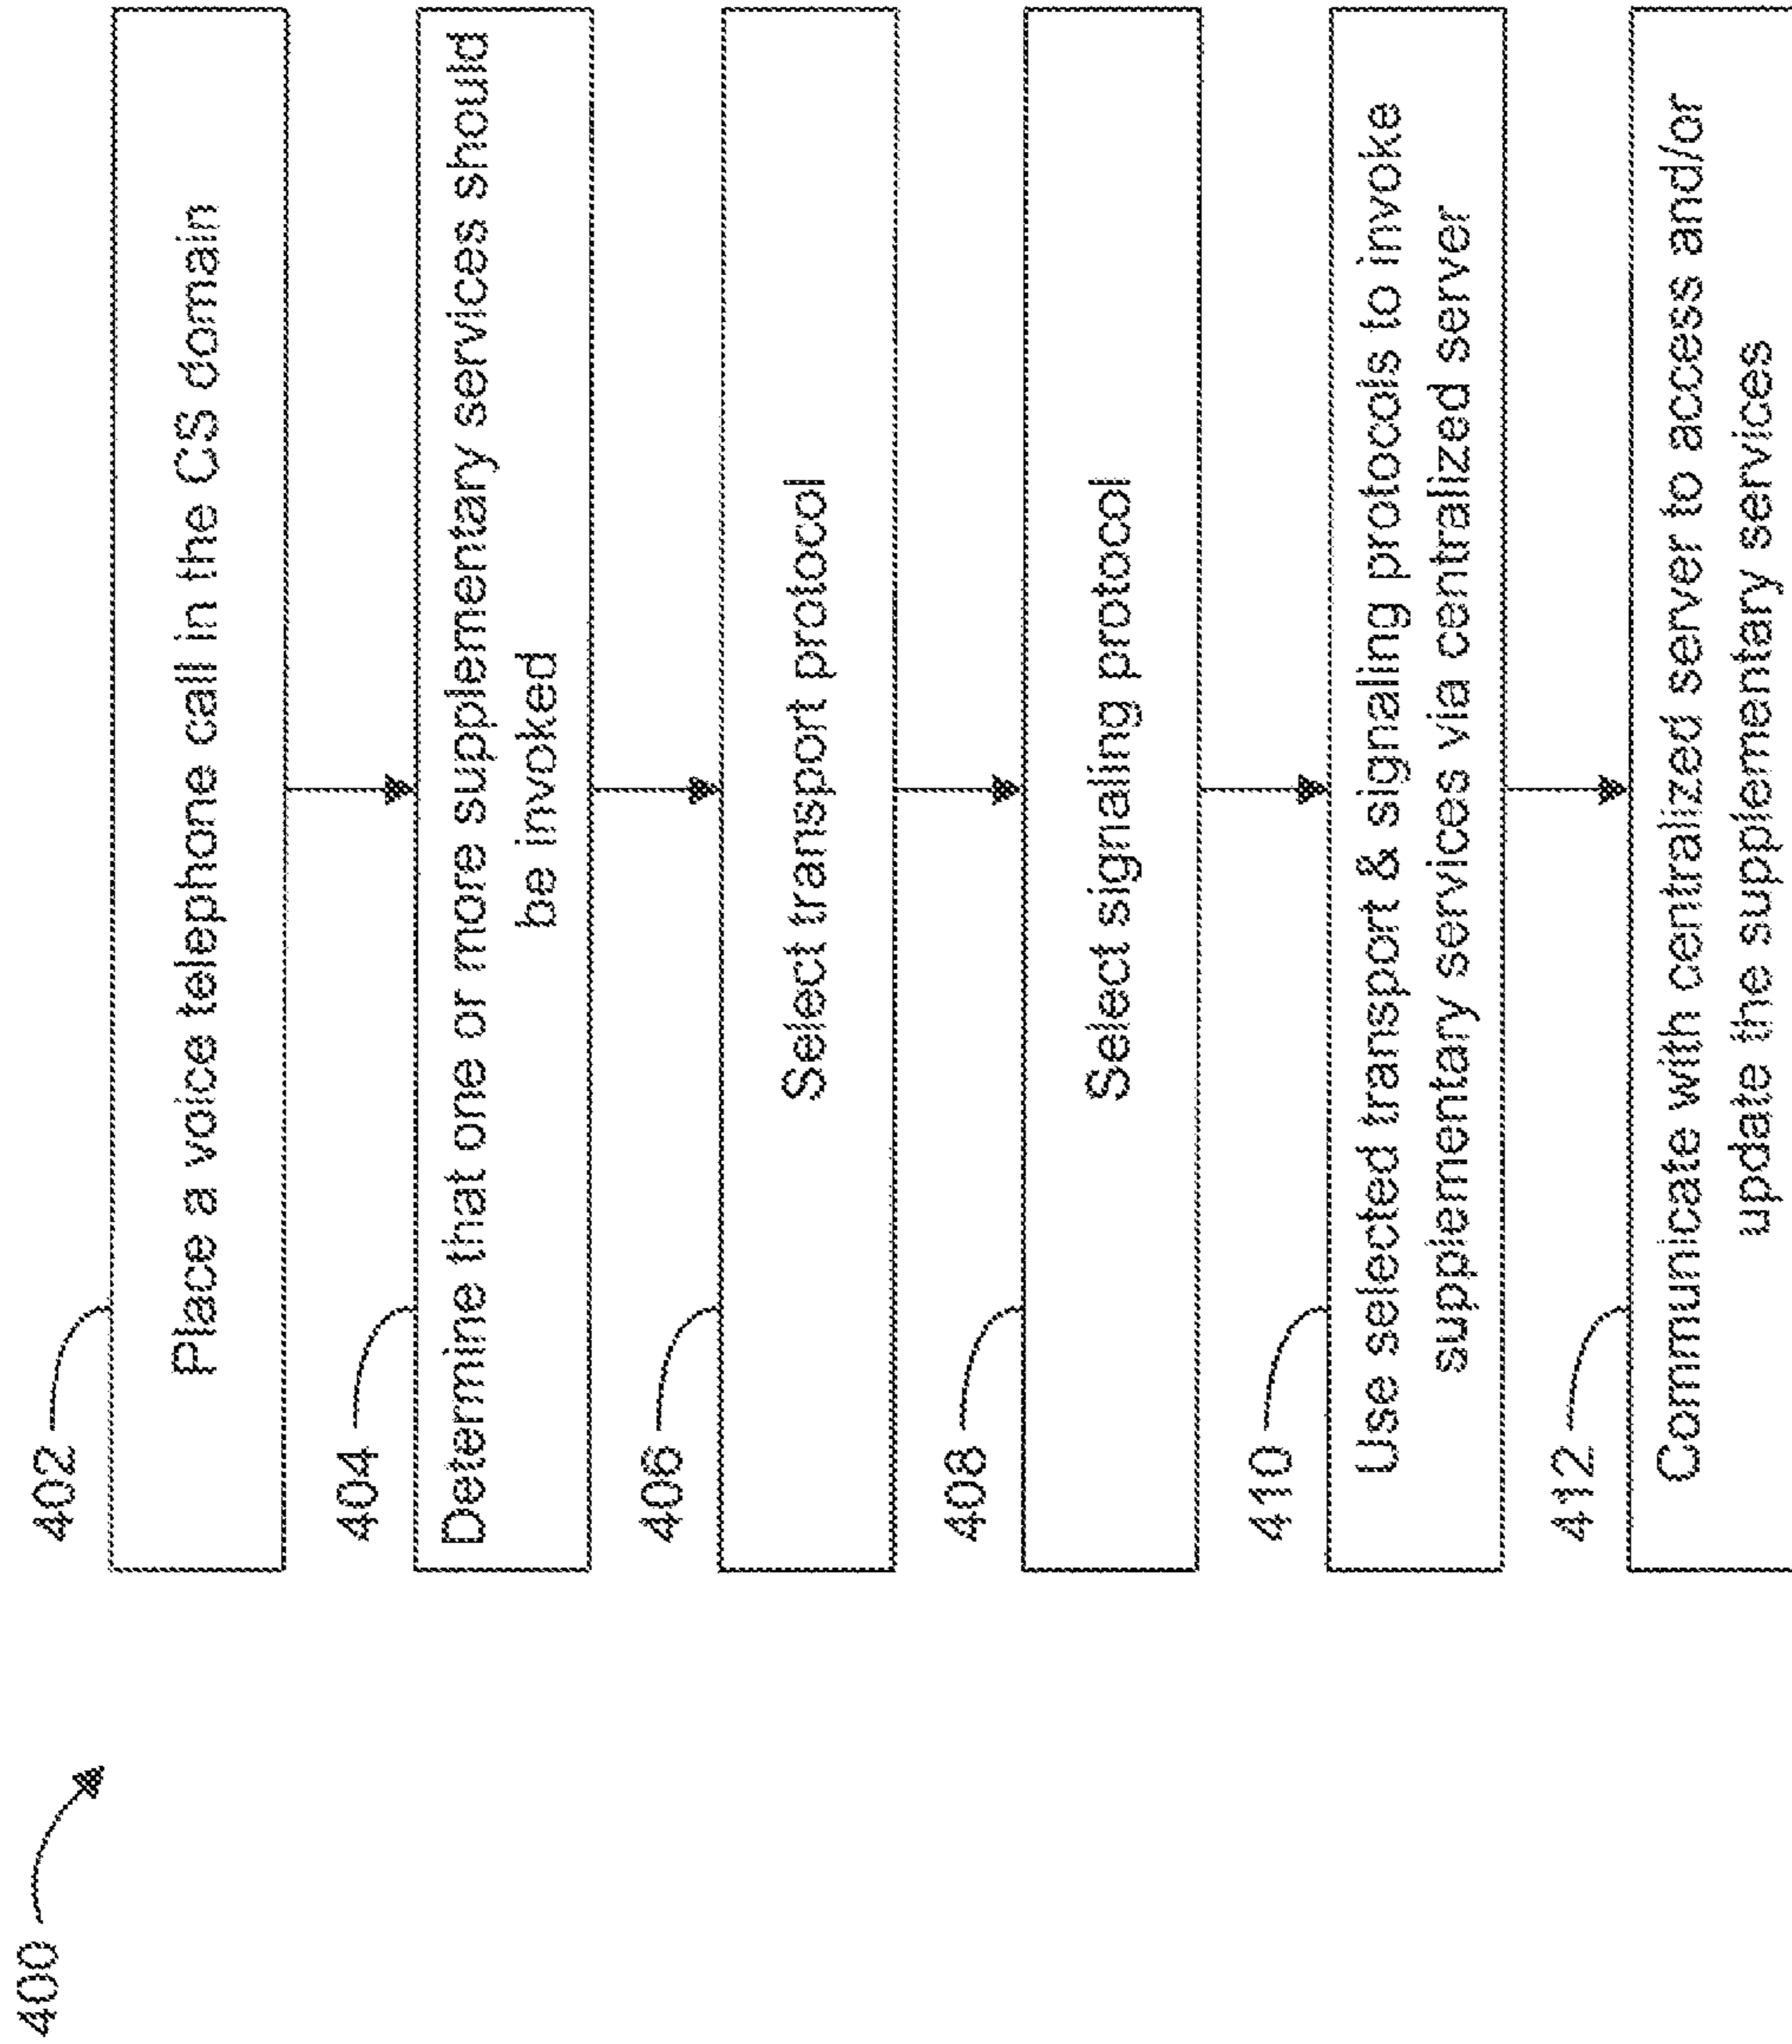 400
402
Place a voice telephone call in the CS domain
404
Determine that one or more supplementary services should
be invoked
406
Select transport protocol
408
Select signaling protocol
410
Use selected transport & signaling protocols to invoke
supplementary services via centralized server
412
Communicate with centralized server to access and/or
update the supplementary services